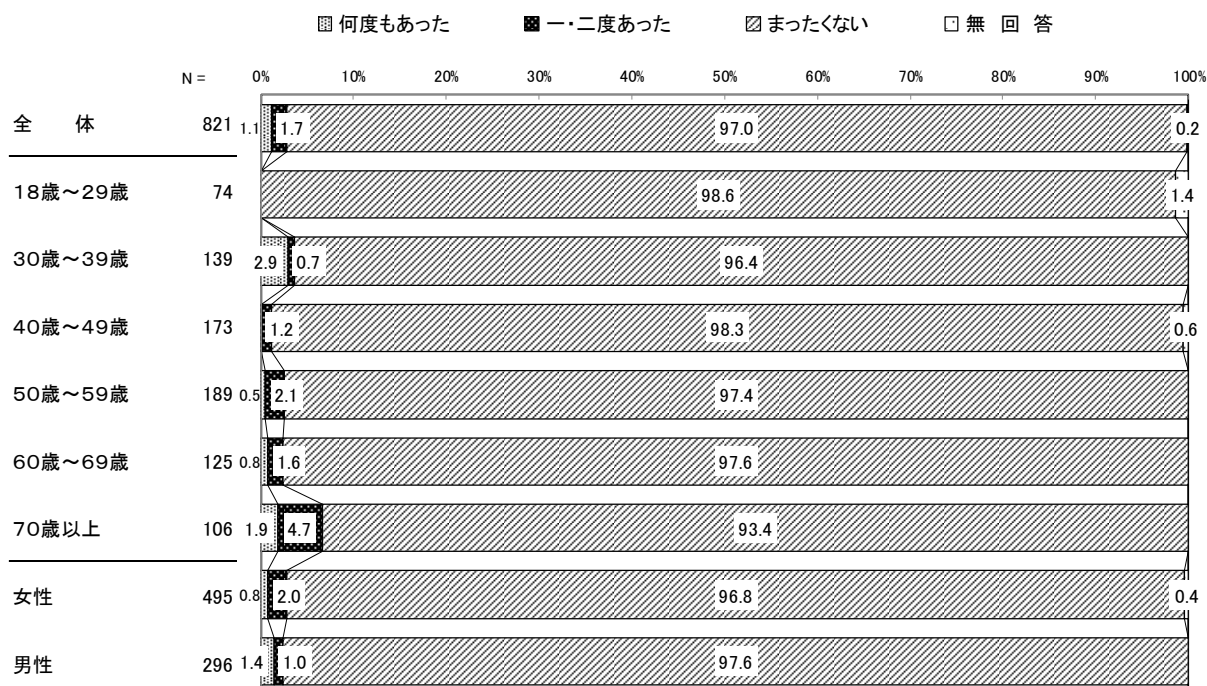 何度もあった 一・二度あった まったくない 無 回 答
N = 0% 10% 20% 30% 40% 50% 60% 70% 80% 90% 100%
全 体 821 1.1 1.7 97.0 0.2
18歳～29歳 74 98.6 1.4
30歳～39歳 139 2.9 0.7 96.4
40歳～49歳 173 1.2 98.3 0.6
50歳～59歳 189 0.5 2.1 97.4
60歳～69歳 125 0.8 1.6 97.6
70歳以上 106 1.9 4.7 93.4
女性 495 0.8 2.0 96.8 0.4
男性 296 1.4 1.0 97.6